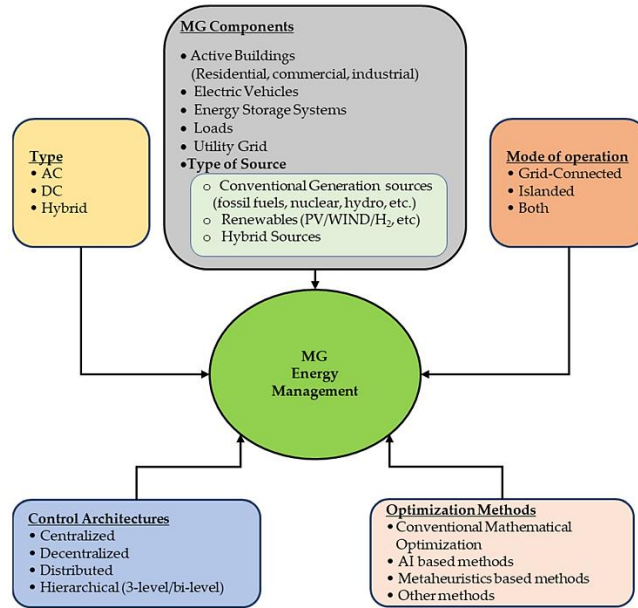 MG Components
• Active Buildings
(Residential, commercial, industrial)
• Electric Vehicles
• Energy Storage Systems
• Loads
• Utility Grid
•Type of Source
o Conventional Generation sources
(fossil fuels, nuclear, hydro, etc.)
o Renewables (PV/WIND/H₂, etc)
o Hybrid Sources
Type
• AC
• DC
• Hybrid
Mode of operation
• Grid-Connected
• Islanded
• Both
MG
Energy
Management
Control Architectures
• Centralized
• Decentralized
• Distributed
• Hierarchical (3-level/bi-level)
Optimization Methods
• Conventional Mathematical
Optimization
• AI based methods
• Metaheuristics based methods
• Other methods